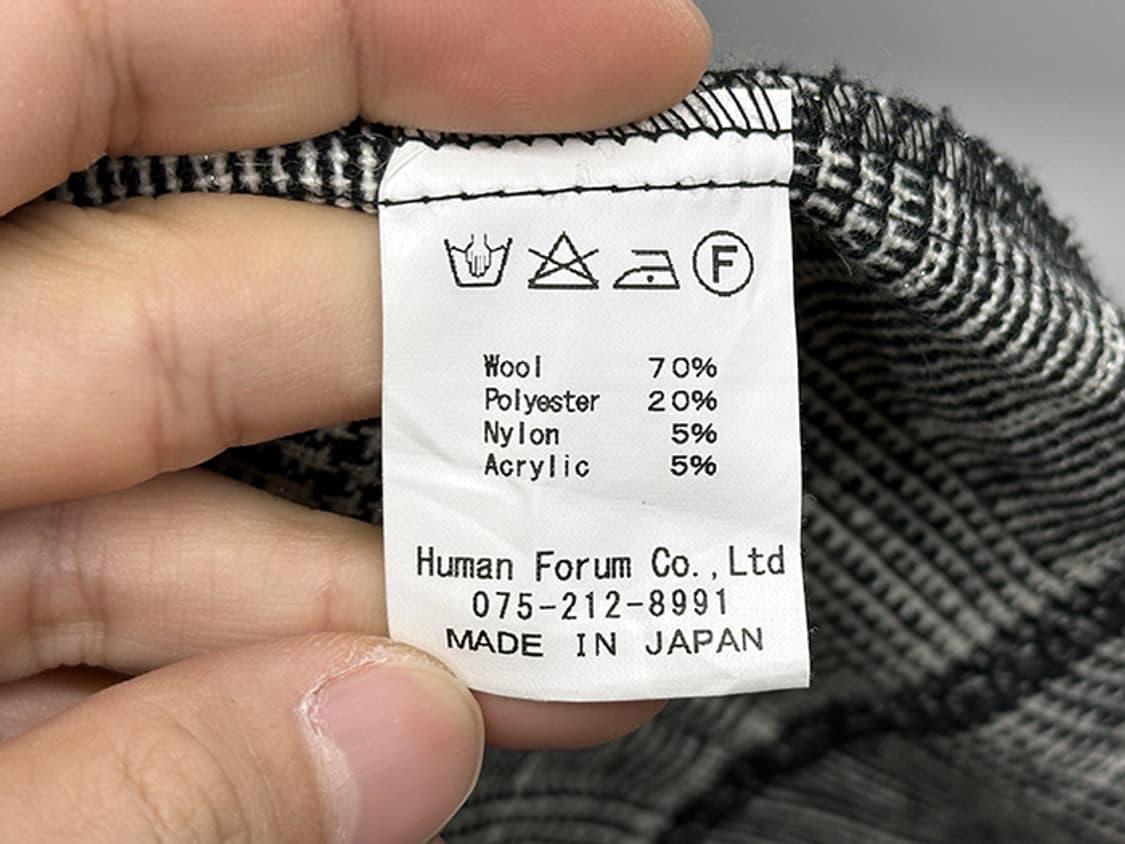 F
Wool 70%
Polyester 20%
Nylon 5%
Acrylic 5%
Human Forum Co.,Ltd
075-212-8991
MADE IN JAPAN